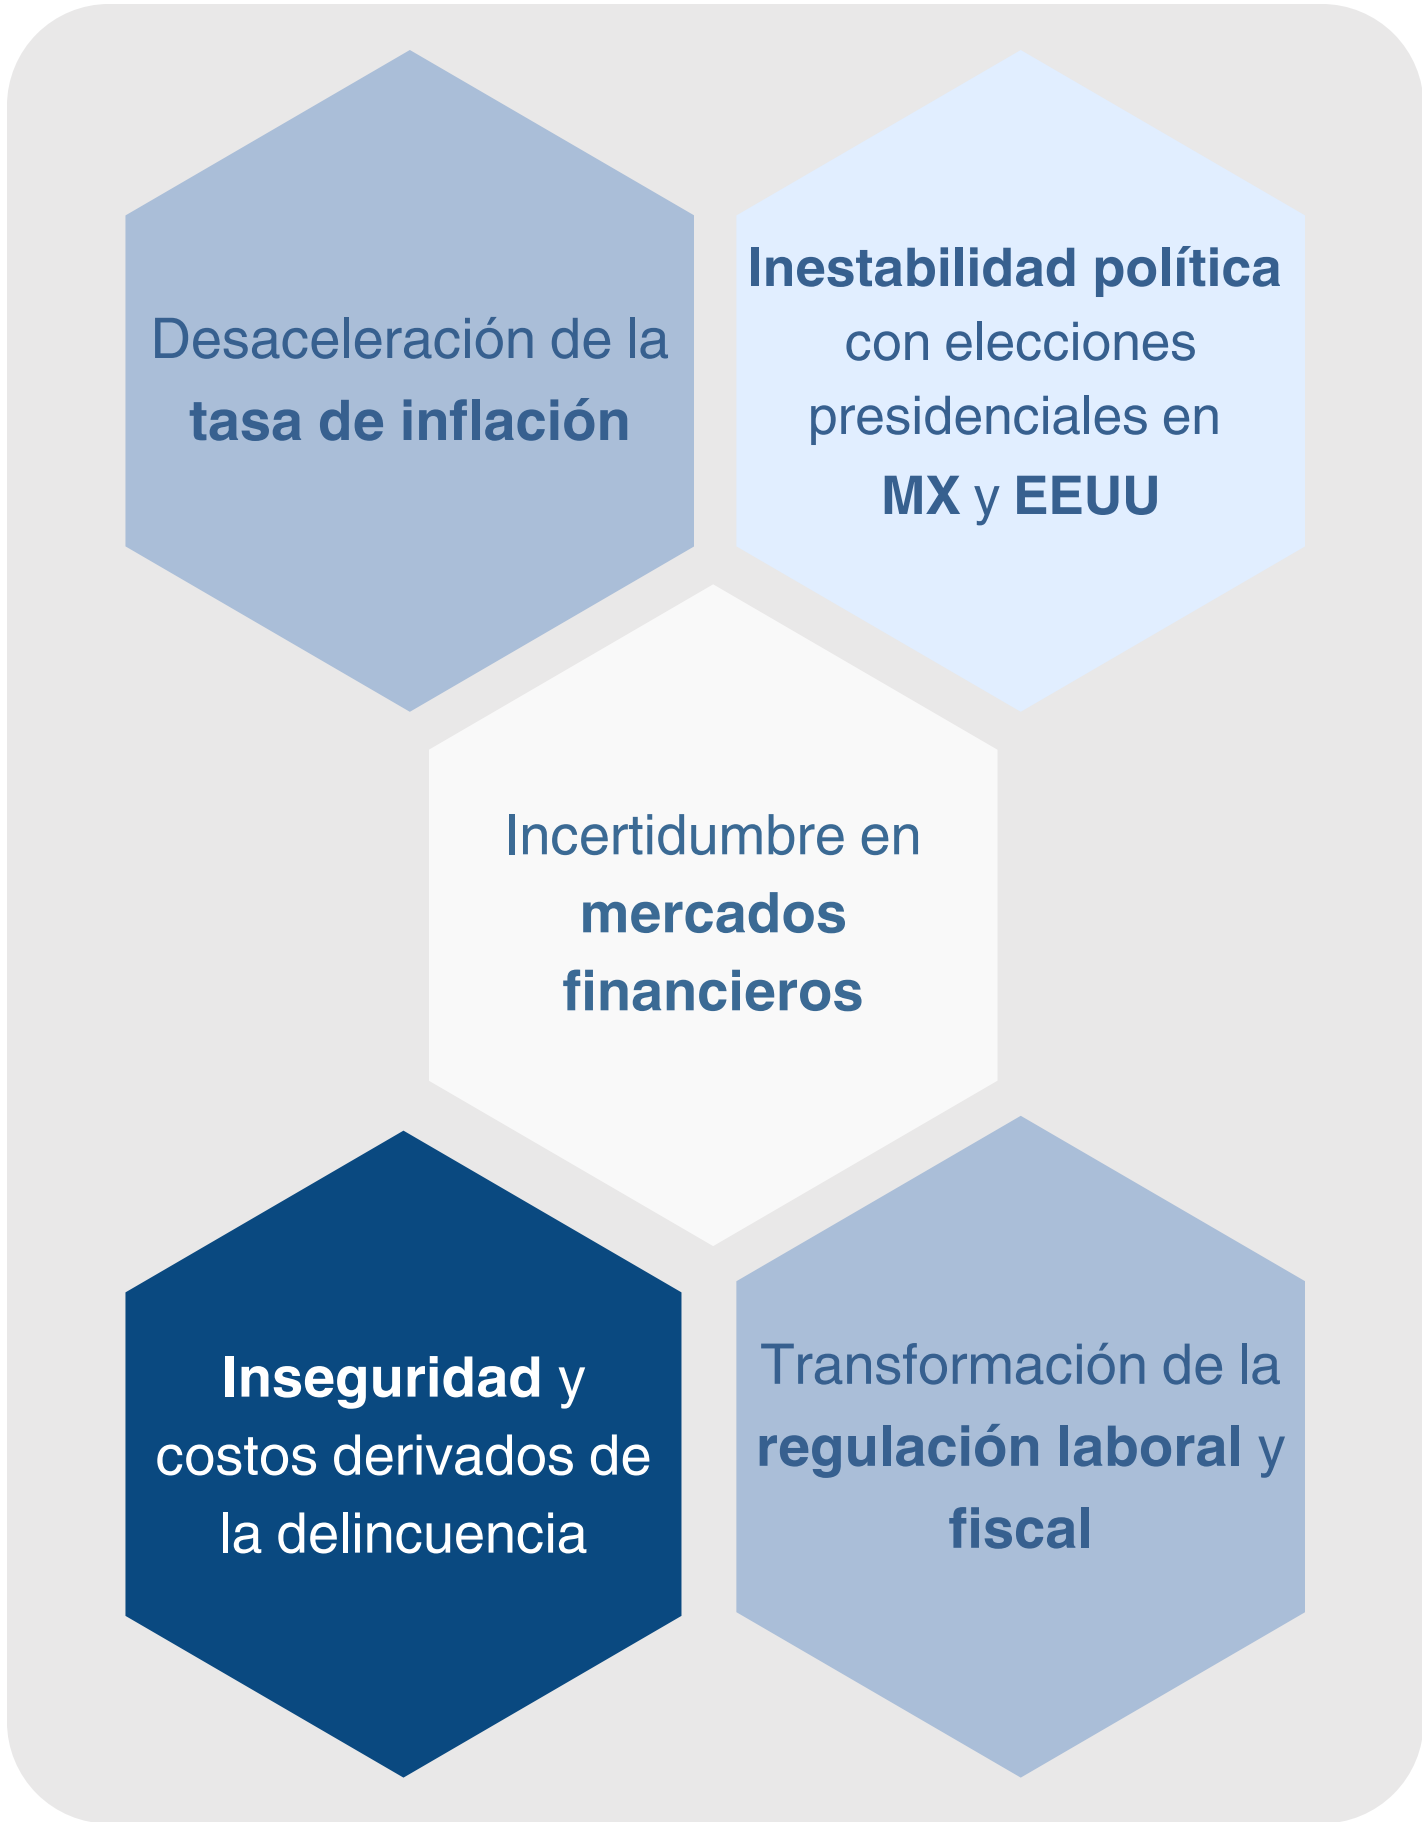 Desaceleración de la
tasa de inflación
Inestabilidad política
con elecciones
presidenciales en
MX y EEUU
Incertidumbre en
mercados
financieros
Inseguridad y
costos derivados de
la delincuencia
Transformación de la
regulación laboral y
fiscal